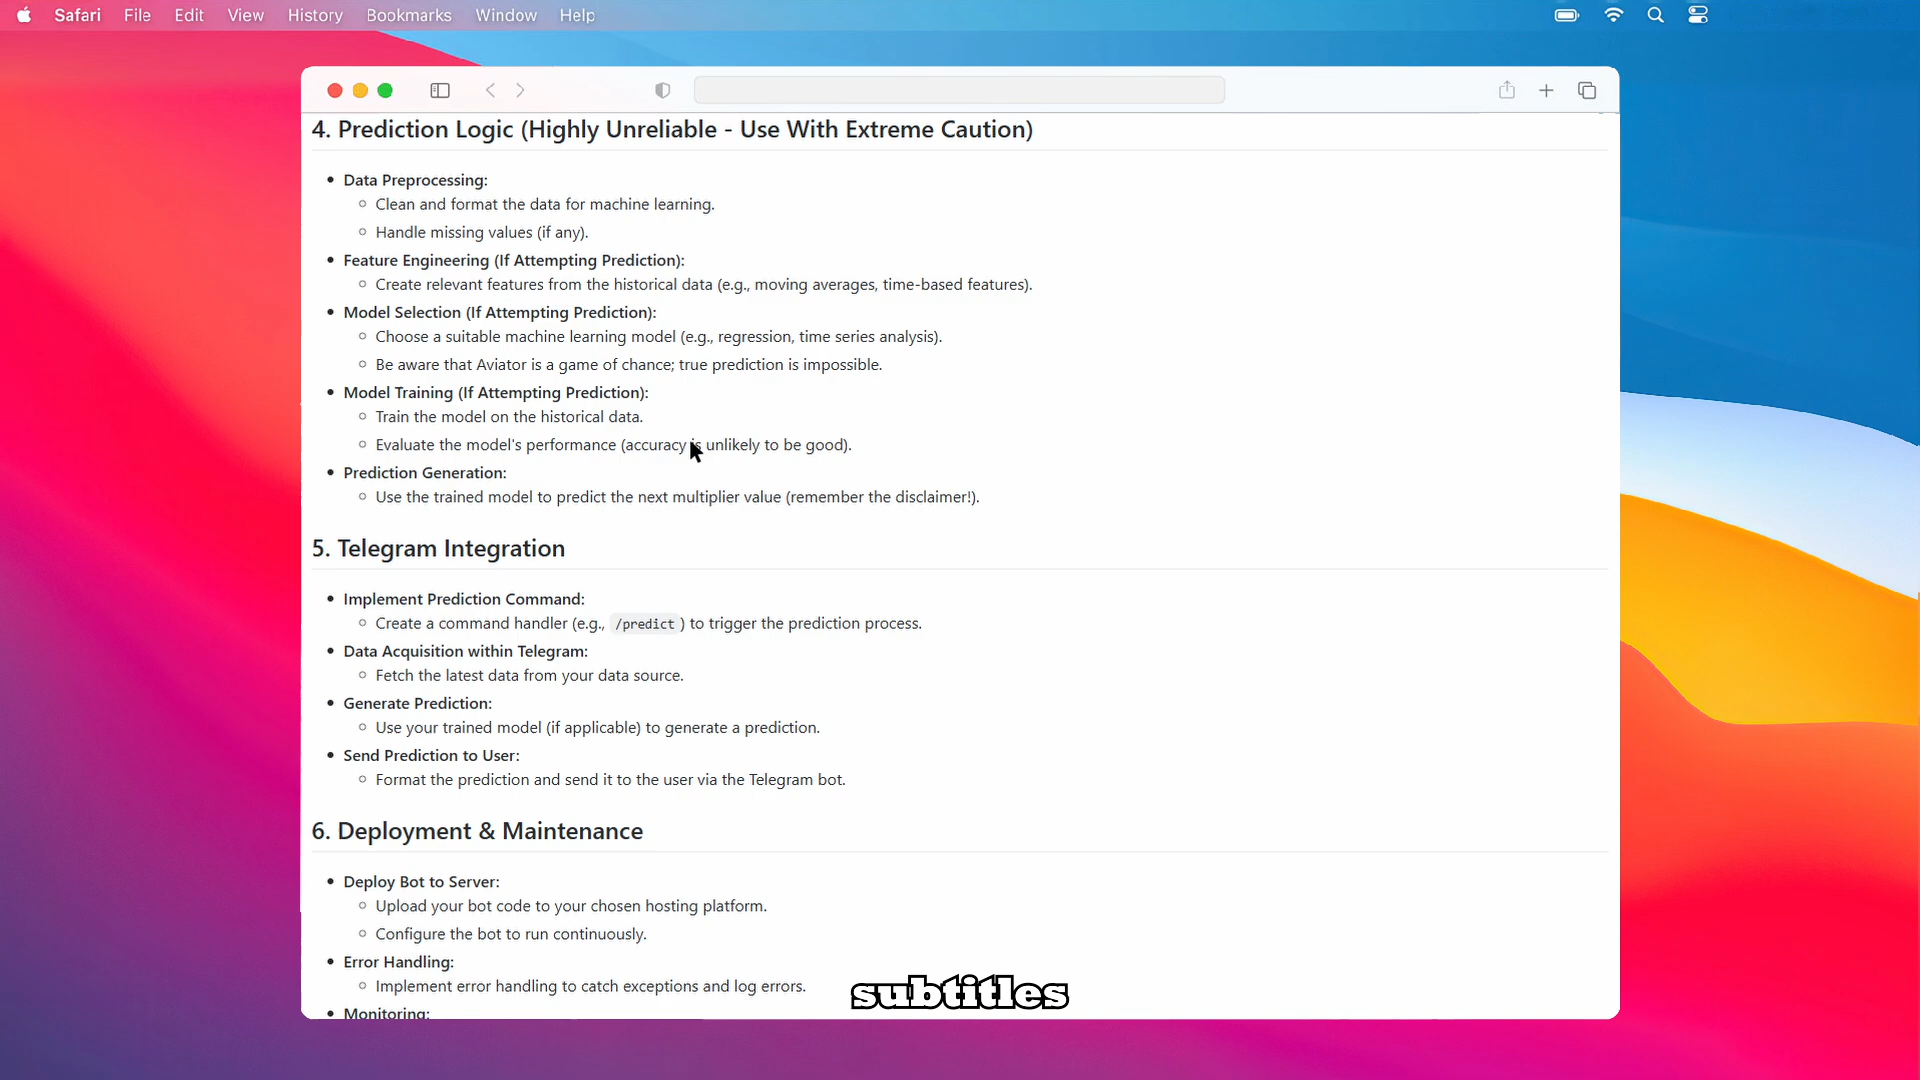 Safari File Edit View History Bookmarks Window Help
4. Prediction Logic (Highly Unreliable - Use With Extreme Caution)
• Data Preprocessing:
◦ Clean and format the data for machine learning.
◦ Handle missing values (if any).
• Feature Engineering (If Attempting Prediction):
◦ Create relevant features from the historical data (e.g., moving averages, time-based features).
• Model Selection (If Attempting Prediction):
◦ Choose a suitable machine learning model (e.g., regression, time series analysis).
◦ Be aware that Aviator is a game of chance; true prediction is impossible.
• Model Training (If Attempting Prediction):
◦ Train the model on the historical data.
◦ Evaluate the model's performance (accuracy is unlikely to be good).
• Prediction Generation:
◦ Use the trained model to predict the next multiplier value (remember the disclaimer!).
5. Telegram Integration
• Implement Prediction Command:
◦ Create a command handler (e.g., /predict ) to trigger the prediction process.
• Data Acquisition within Telegram:
◦ Fetch the latest data from your data source.
• Generate Prediction:
◦ Use your trained model (if applicable) to generate a prediction.
• Send Prediction to User:
◦ Format the prediction and send it to the user via the Telegram bot.
6. Deployment & Maintenance
• Deploy Bot to Server:
◦ Upload your bot code to your chosen hosting platform.
◦ Configure the bot to run continuously.
• Error Handling:
◦ Implement error handling to catch exceptions and log errors.
subtitles
• Monitoring: